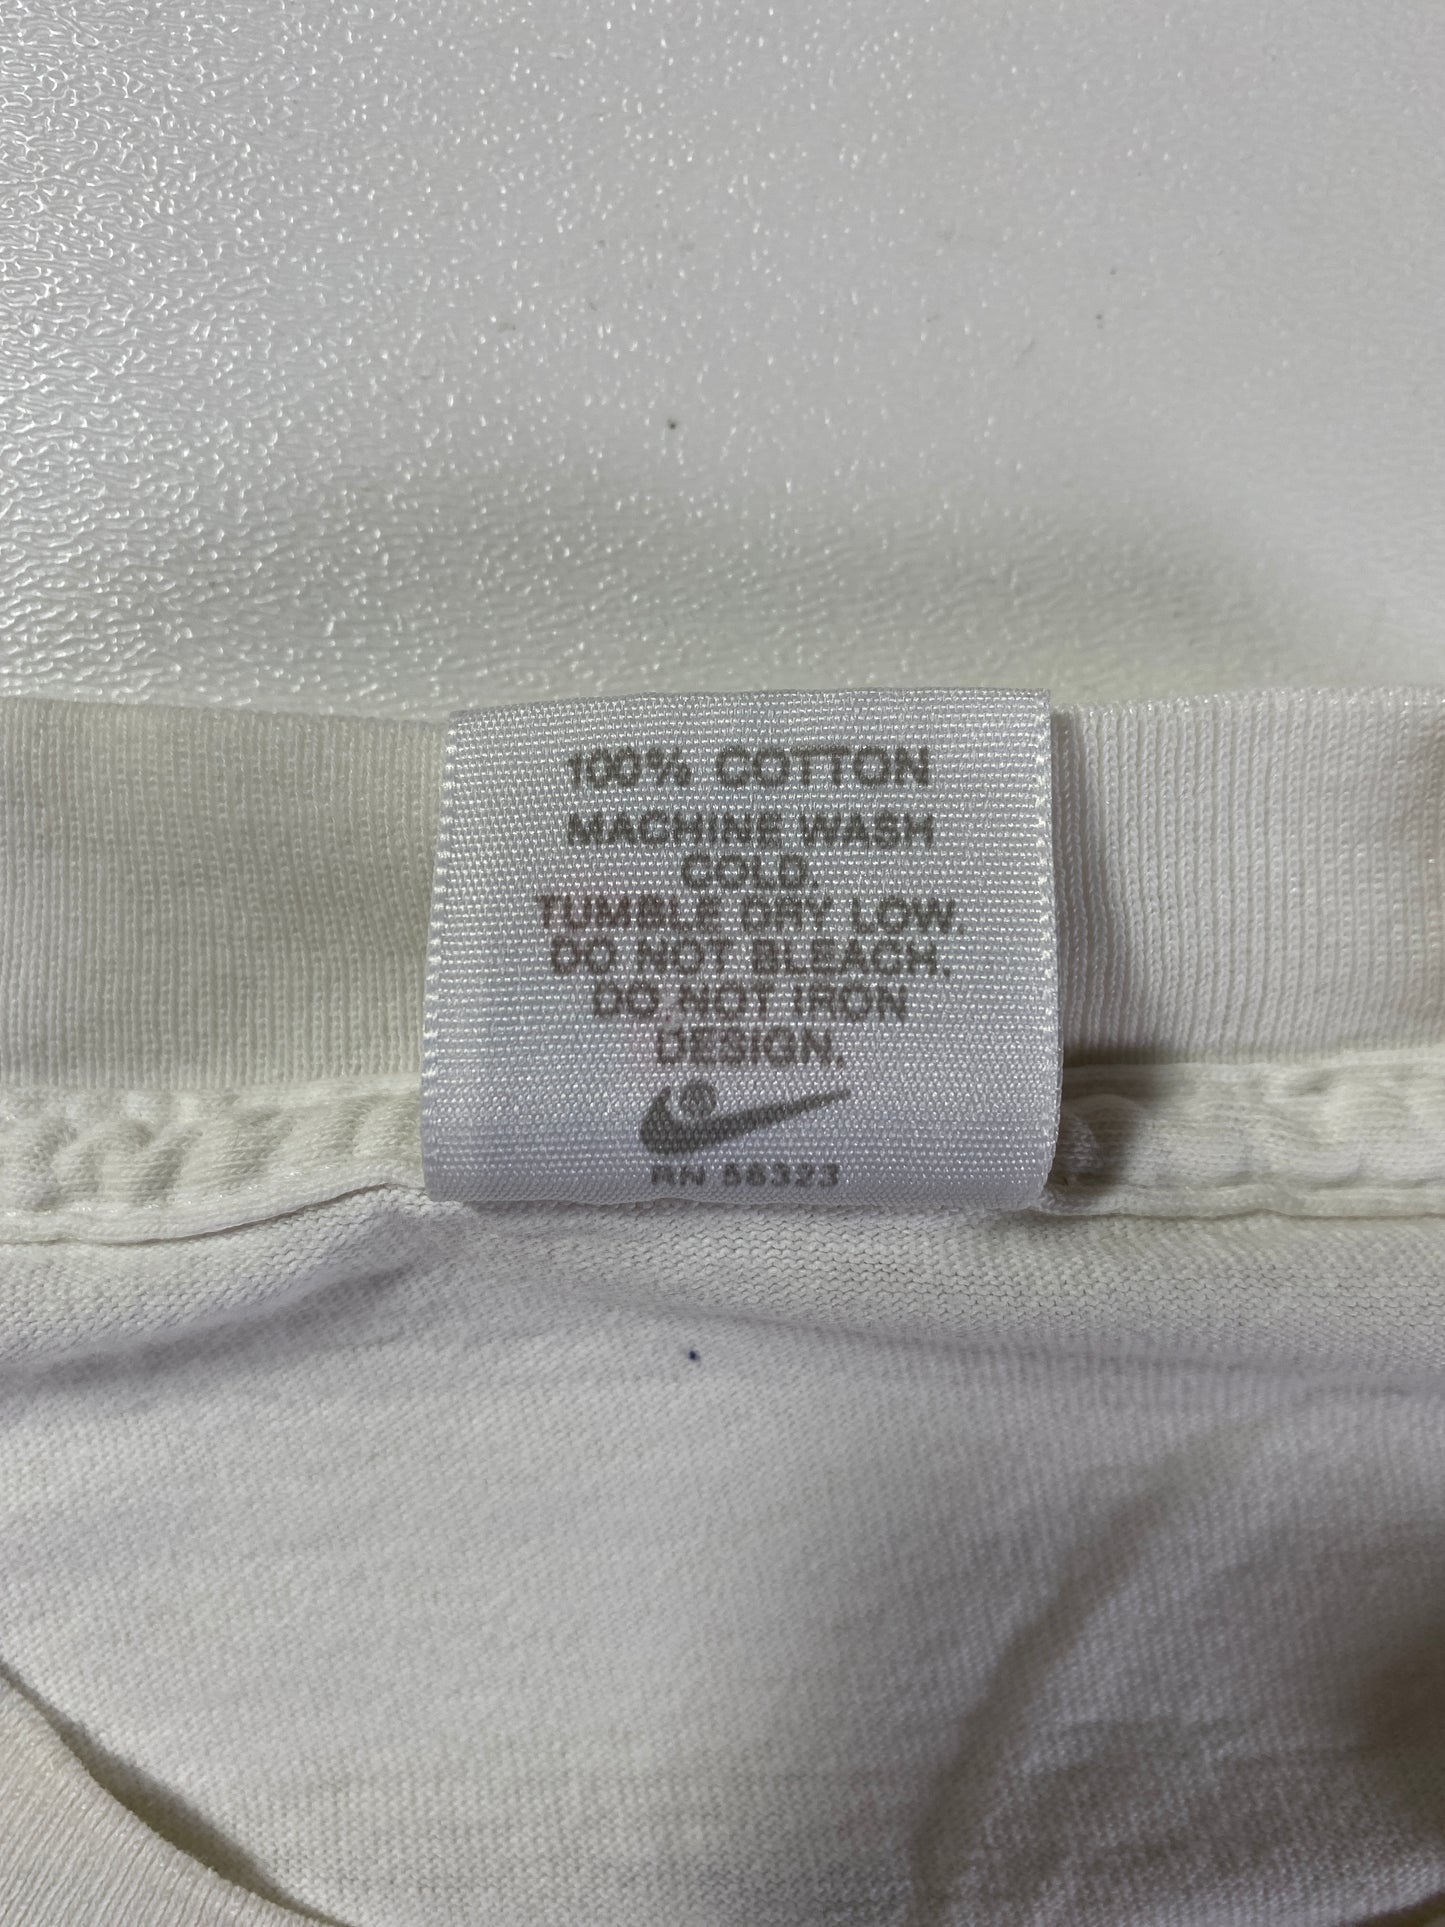 100% COTTON
MACHINE WASH
COLD.
TUMBLE DRY LOW.
DO NOT BLEACH.
DO NOT IRON
DESIGN.
RN 56323